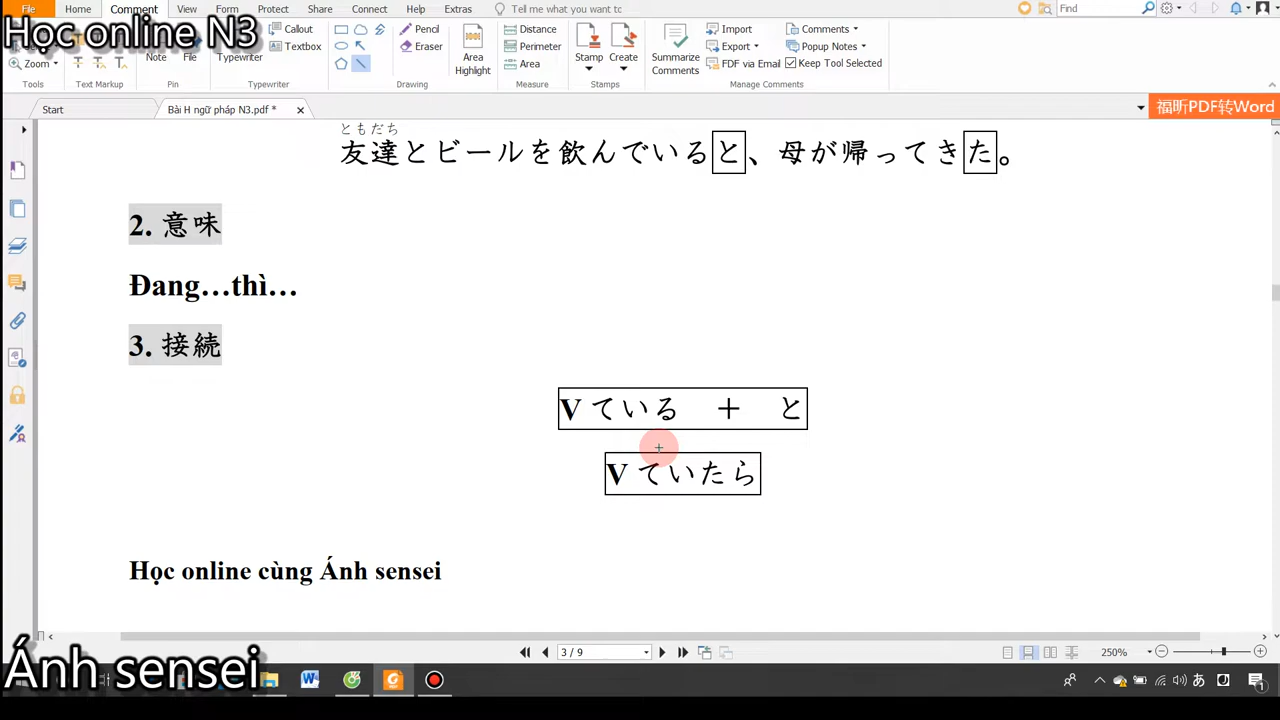 File Home Comment View Form Protect Share Connect Help Extras Tell me what you want tc Find
Học online N3
Zoom Typewriter Note File Callout Textbox Pencil Eraser Area Highlight Distance Perimeter Area Stamp Create Summarize Comments Import Export FDF via Email Comments Popup Notes Keep Tool Selected
Tools Text Markup Typewriter Drawing Measure Stamps Manage Comments
Start Bài H ngữ pháp N3.pdf * 福昕PDF转Word
ともだち
友達とビールを飲んでいると、母が帰ってきた。
2. 意味
Đang…thì…
3. 接続
Vている ＋ と
Vていたら
Học online cùng Ánh sensei
3 / 9 250%
Ánh sensei